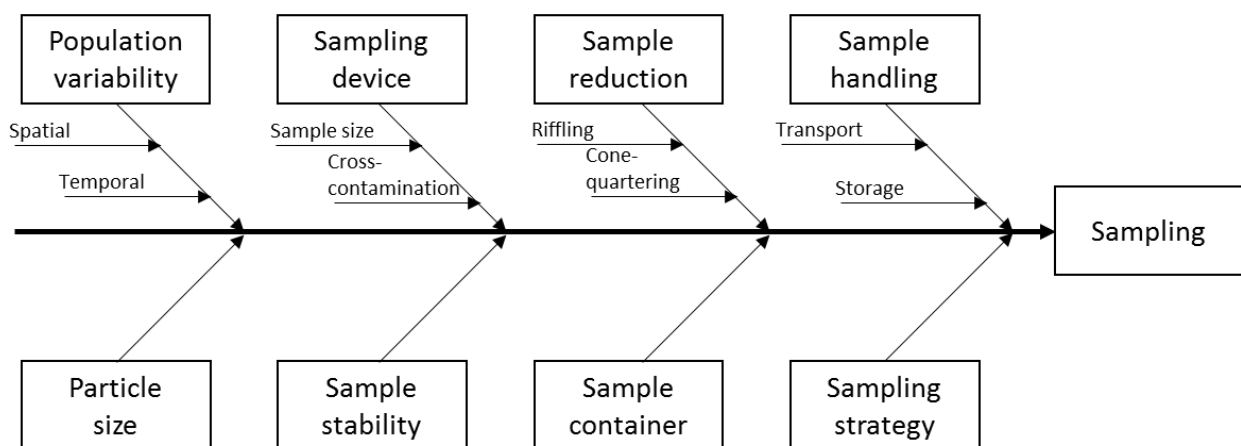 Population
variability
Sampling
device
Sample
reduction
Sample
handling
Spatial
Temporal
Sample size
Cross-
contamination
Riffling
Cone-
quartering
Transport
Storage
Sampling
Particle
size
Sample
stability
Sample
container
Sampling
strategy